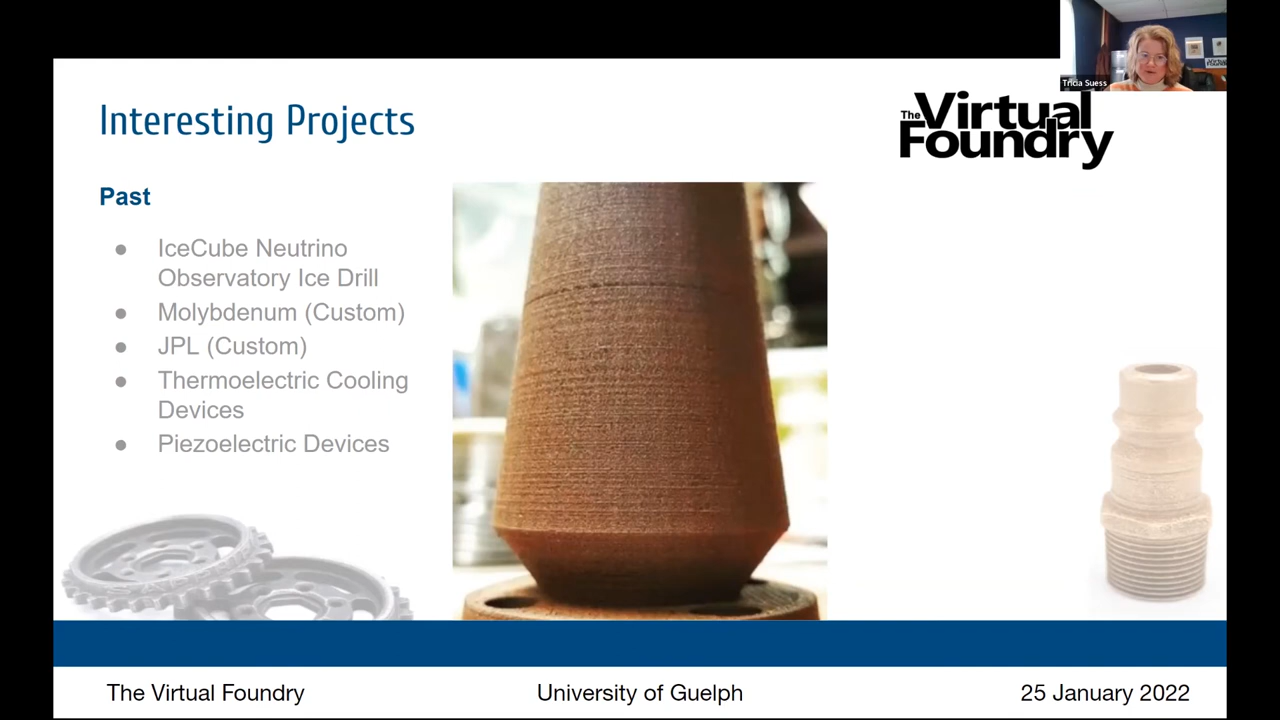 Tricia Suess
Interesting Projects
The Virtual
Foundry
Past
● IceCube Neutrino
Observatory Ice Drill
● Molybdenum (Custom)
● JPL (Custom)
● Thermoelectric Cooling
Devices
● Piezoelectric Devices
The Virtual Foundry
University of Guelph
25 January 2022